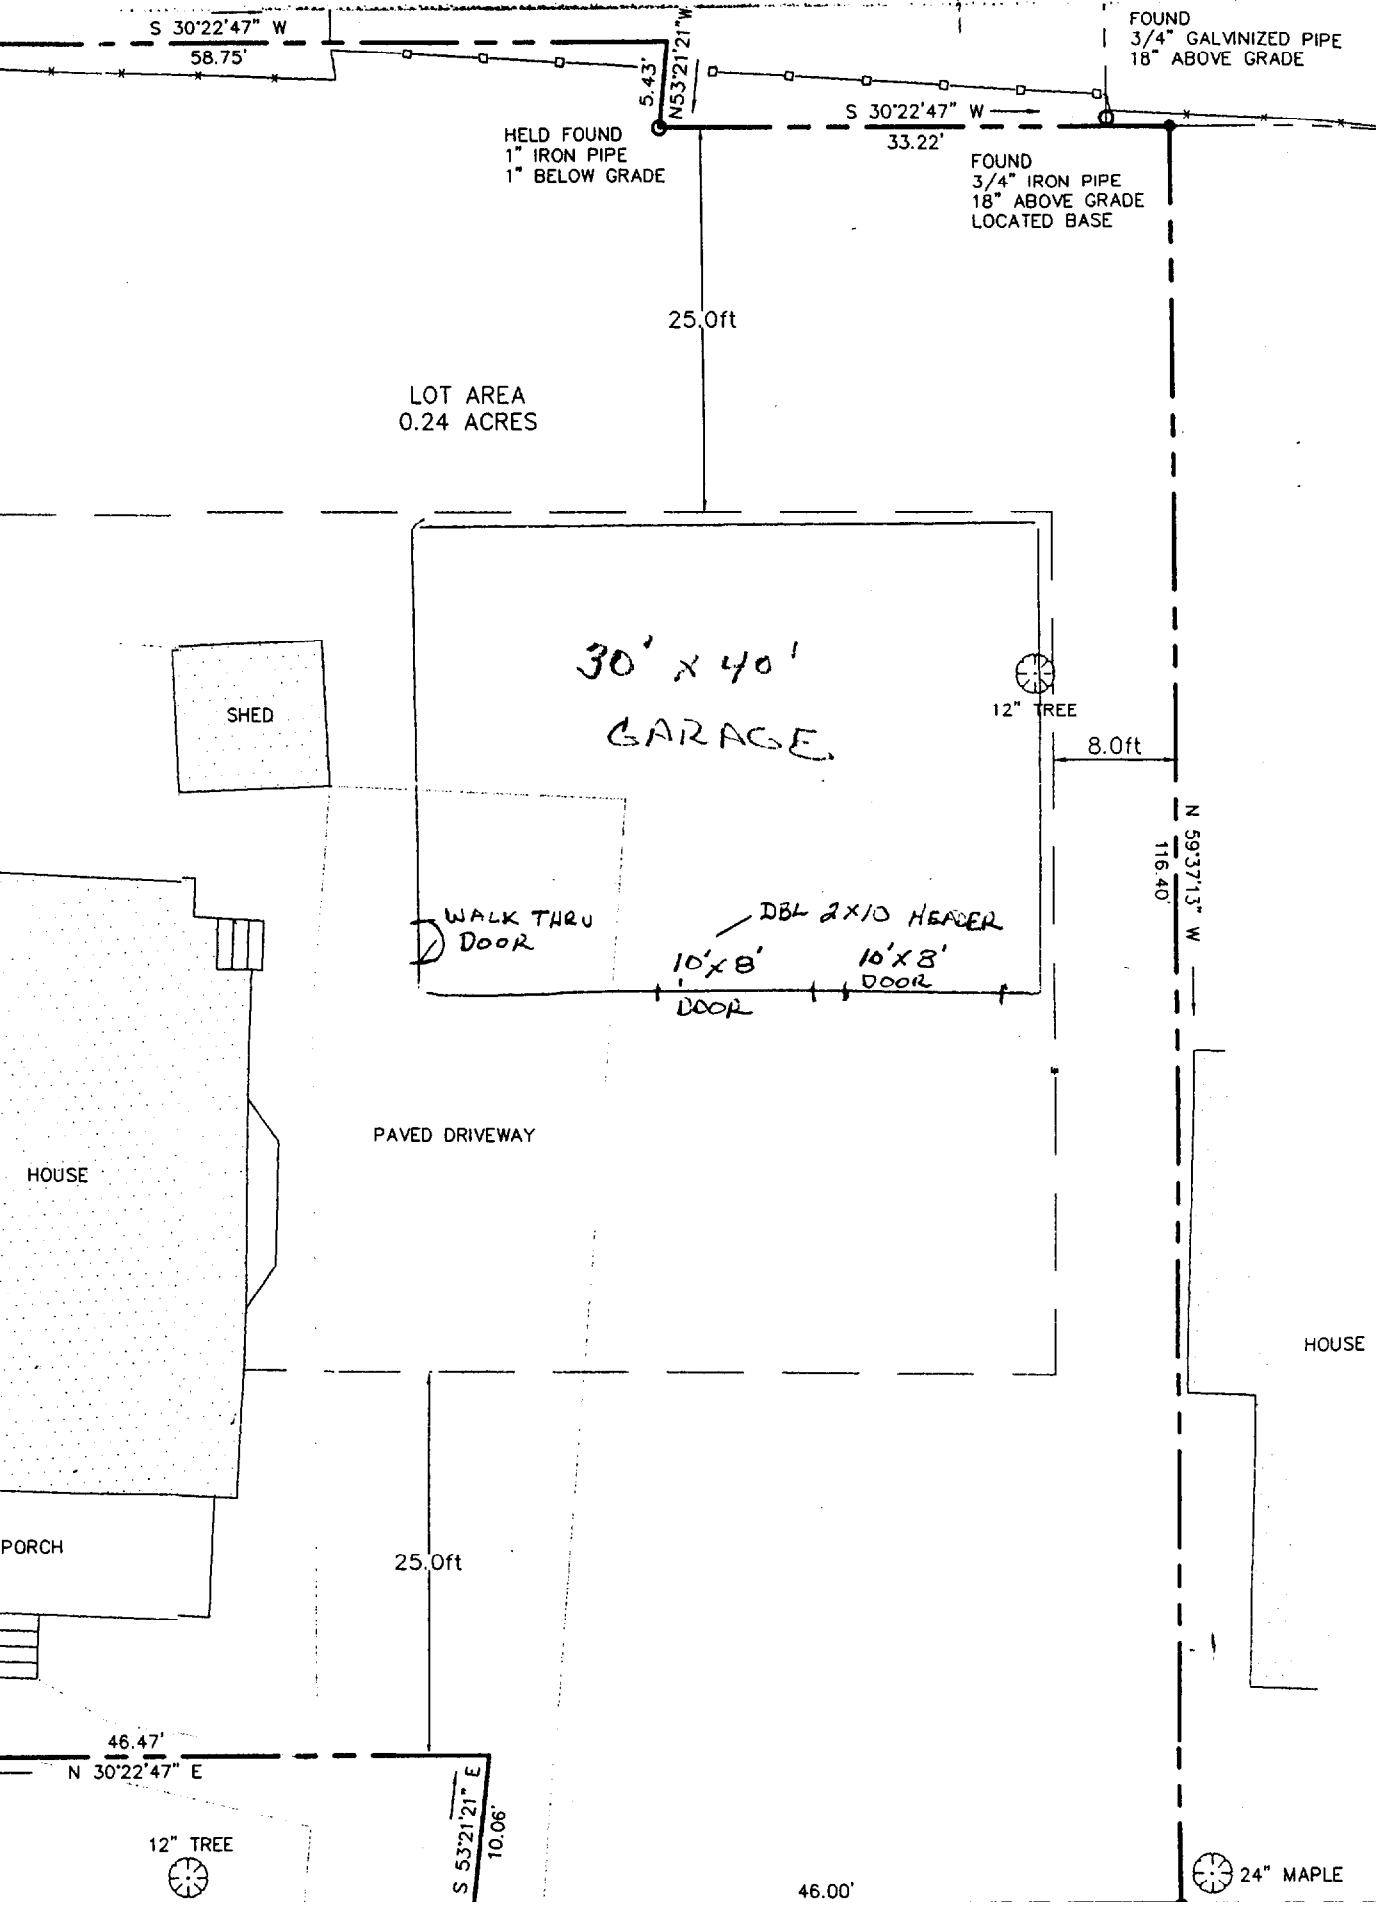 S 30°22'47" W
58.75'
5.43'
N53°21'21"W
FOUND
3/4" GALVINIZED PIPE
18" ABOVE GRADE
S 30°22'47" W
33.22'
HELD FOUND
1" IRON PIPE
1" BELOW GRADE
FOUND
3/4" IRON PIPE
18" ABOVE GRADE
LOCATED BASE
25.0ft
LOT AREA
0.24 ACRES
30' x 40'
GARAGE
SHED
12" TREE
8.0ft
N 59°37'13" W
116.40'
WALK THRU
DOOR
DBL 2X10 HEADER
10'X8'
DOOR
10'X8'
DOOR
PAVED DRIVEWAY
HOUSE
HOUSE
PORCH
25.0ft
46.47'
N 30°22'47" E
S 53°21'21" E
10.06'
12" TREE
46.00'
24" MAPLE